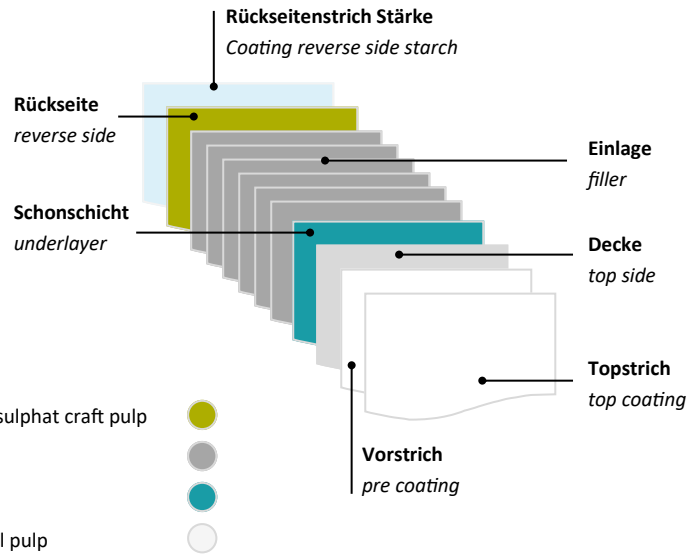 Rückseitenstrich Stärke
Coating reverse side starch
Rückseite
reverse side
Einlage
filler
Schonschicht
underlayer
Decke
top side
Topstrich
top coating
sulphat craft pulp
Vorstrich
pre coating
pulp